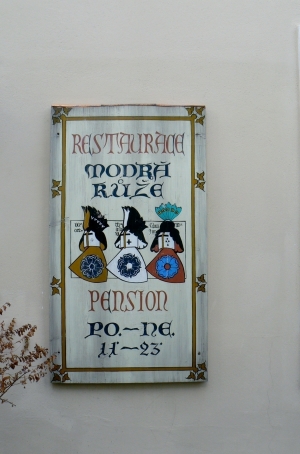 RESTAURACE
MODRÁ
RŮŽE
PENSION
PO.—NE.
11—23